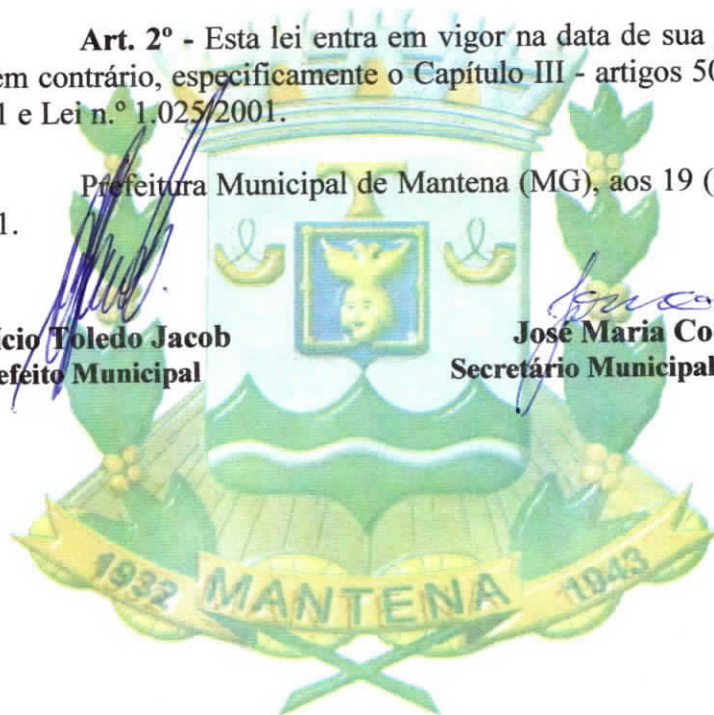 Art. 2º - Esta lei entra em vigor na data de sua
em contrário, especificamente o Capítulo III - artigos 50
1 e Lei n.º 1.025/2001.
Prefeitura Municipal de Mantena (MG), aos 19 (
1.
ício Toledo Jacob
efeito Municipal
José Maria Co
Secretário Municipal
1932 MANTENA 1943